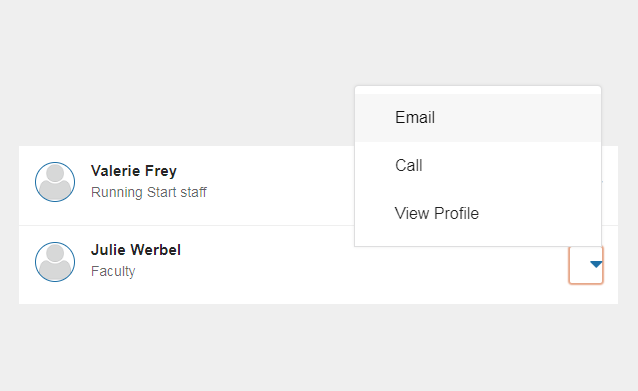 Valerie Frey
Running Start staff
Julie Werbel
Faculty
Email
Call
View Profile